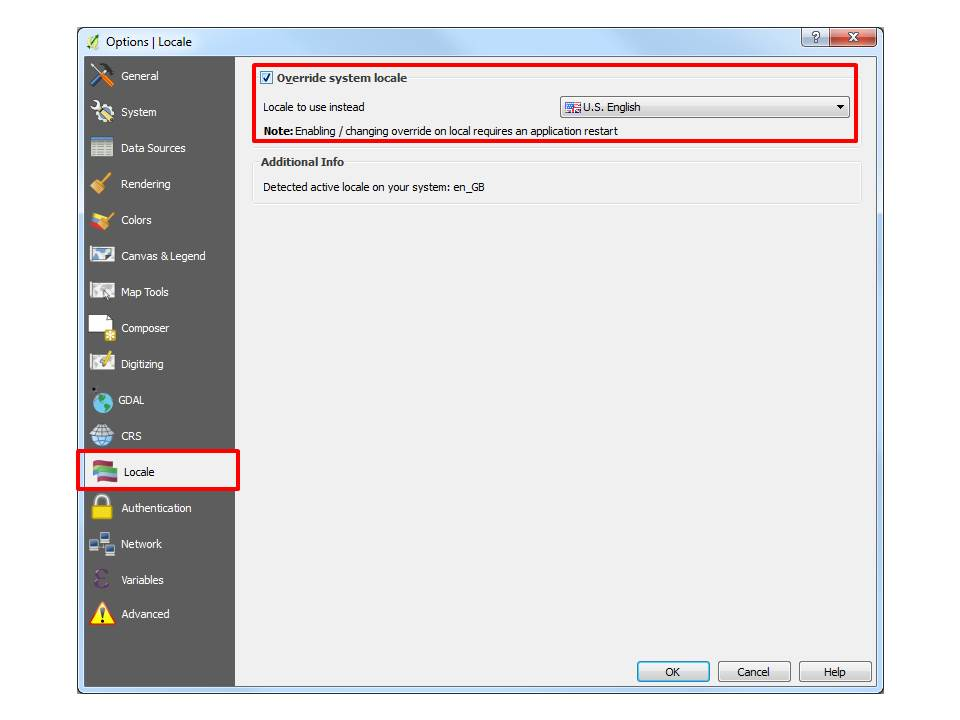 Options | Locale
General
System
Data Sources
Rendering
Colors
Canvas & Legend
Map Tools
Composer
Digitizing
GDAL
CRS
Locale
Authentication
Network
Variables
Advanced
Override system locale
Locale to use instead
U.S. English
Note: Enabling / changing override on local requires an application restart
Additional Info
Detected active locale on your system: en_GB
OK
Cancel
Help